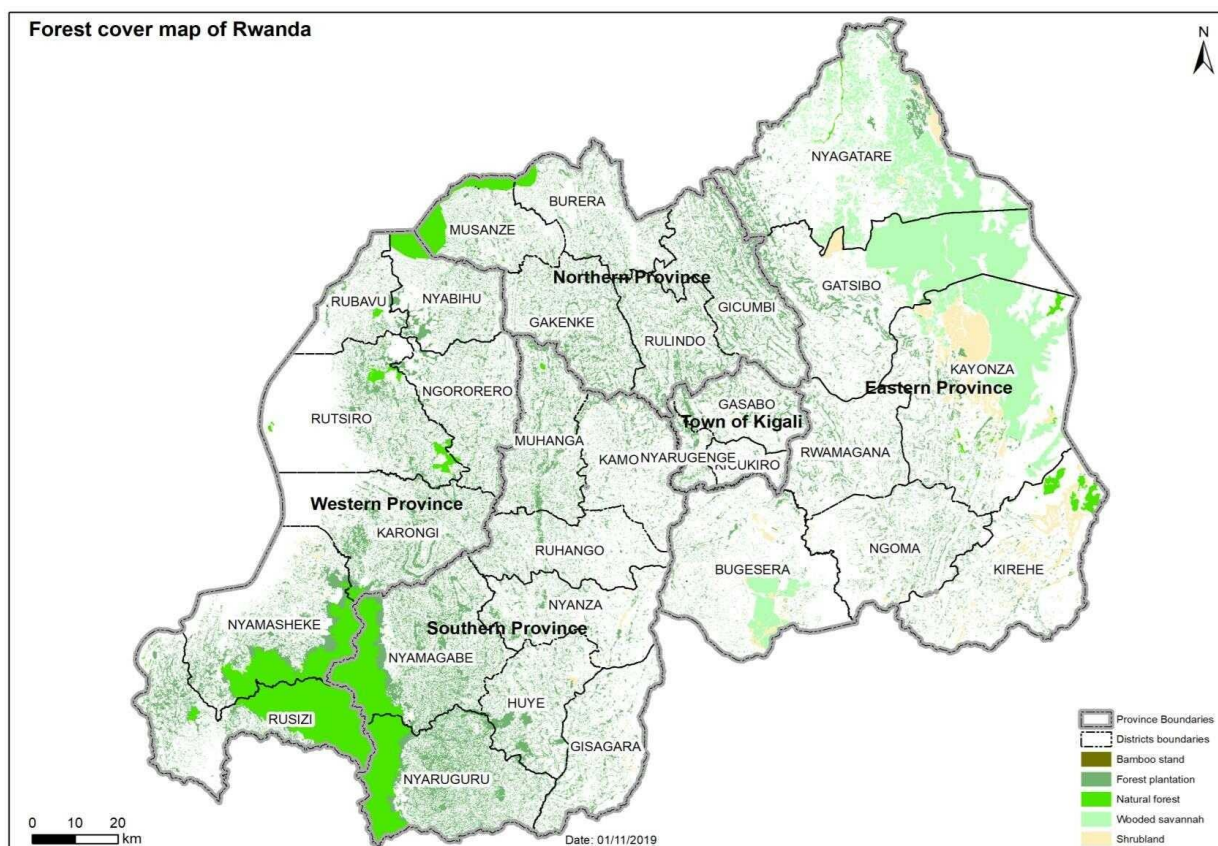 Forest cover map of Rwanda
N
NYAGATARE
BURERA
MUSANZE
Northern Province
RUBAVU
NYABIHU
GATSIBO
GICUMBI
GAKENKE
RULINDO
KAYONZA
Eastern Province
NGORORERO
GASABO
RUTSIRO
Town of Kigali
MUHANGA
KAMO
NYARUGENGE
RWAMAGANA
KICUKIRO
Western Province
KARONGI
RUHANGO
NGOMA
BUGESERA
KIREHE
NYANZA
NYAMASHEKE
Southern Province
NYAMAGABE
HUYE
RUSIZI
GISAGARA
NYARUGURU
Province Boundaries
Districts boundaries
Bamboo stand
Forest plantation
Natural forest
Wooded savannah
Shrubland
0 10 20
km
Date: 01/11/2019